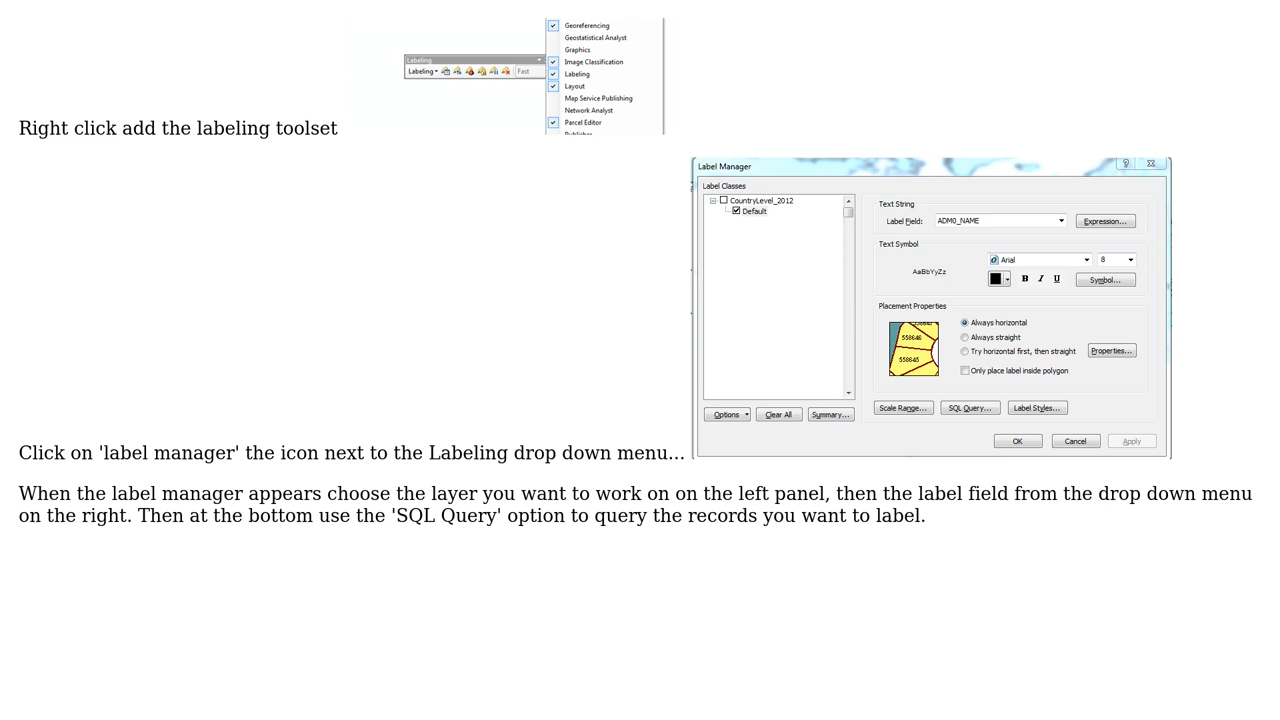 Georeferencing
Geostatistical Analyst
Graphics
Labeling
Image Classification
Labeling Fast
Labeling
Layout
Map Service Publishing
Network Analyst
Parcel Editor
Right click add the labeling toolset
Label Manager
Label Classes
CountryLevel_2012
Default
Options
Clear All
Summary...
Text String
Label Field: ADM0_NAME Expression...
Text Symbol
AaBbYyZz
Arial 8
B I U Symbol...
Placement Properties
558646
558645
Always horizontal
Always straight
Try horizontal first, then straight
Properties...
Only place label inside polygon
Scale Range... SQL Query... Label Styles...
OK Cancel Apply
Click on 'label manager' the icon next to the Labeling drop down menu...
When the label manager appears choose the layer you want to work on on the left panel, then the label field from the drop down menu
on the right. Then at the bottom use the 'SQL Query' option to query the records you want to label.